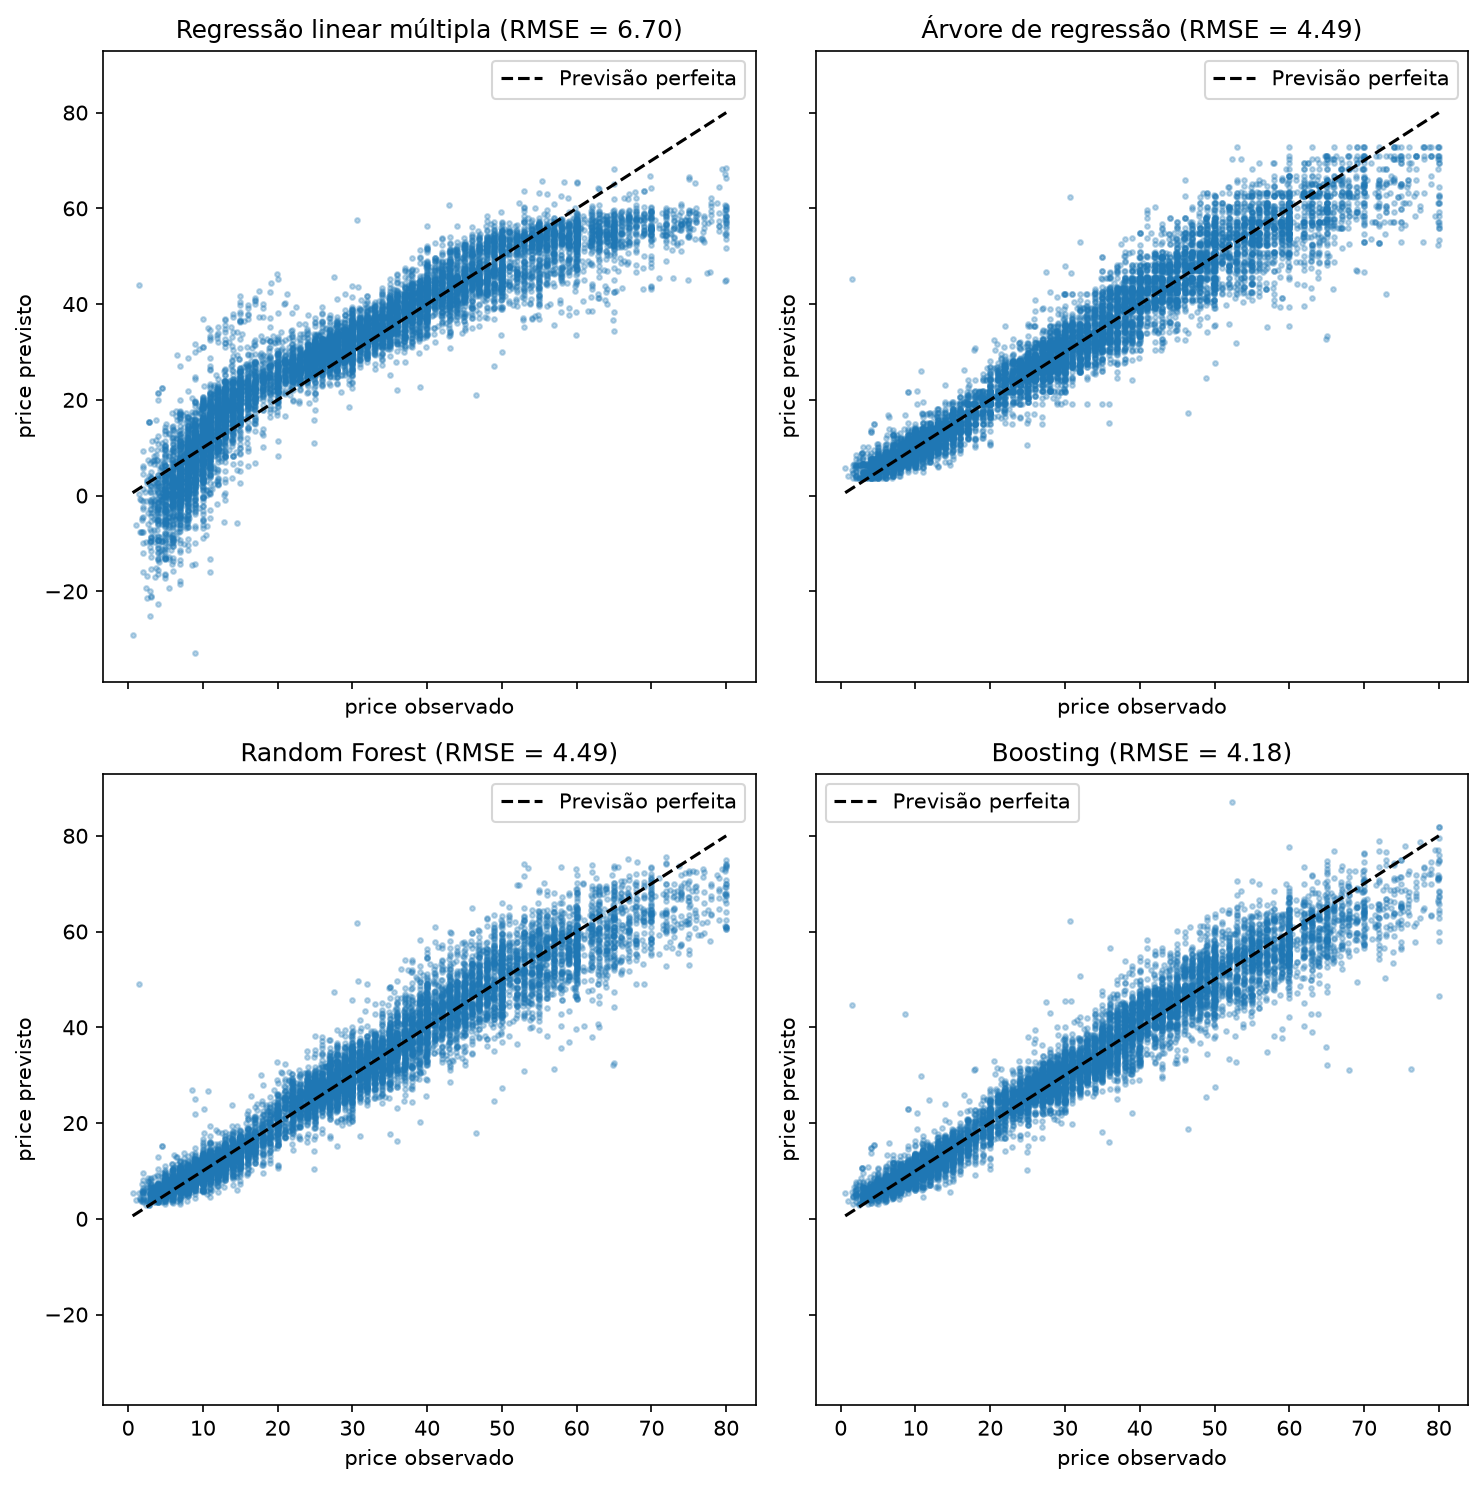 Regressão linear múltipla (RMSE = 6.70)
Previsão perfeita
80
60
40
20
0
−20
price previsto
price observado
Árvore de regressão (RMSE = 4.49)
Previsão perfeita
price previsto
price observado
Random Forest (RMSE = 4.49)
Previsão perfeita
80
60
40
20
0
−20
price previsto
0 10 20 30 40 50 60 70 80
price observado
Boosting (RMSE = 4.18)
Previsão perfeita
price previsto
0 10 20 30 40 50 60 70 80
price observado